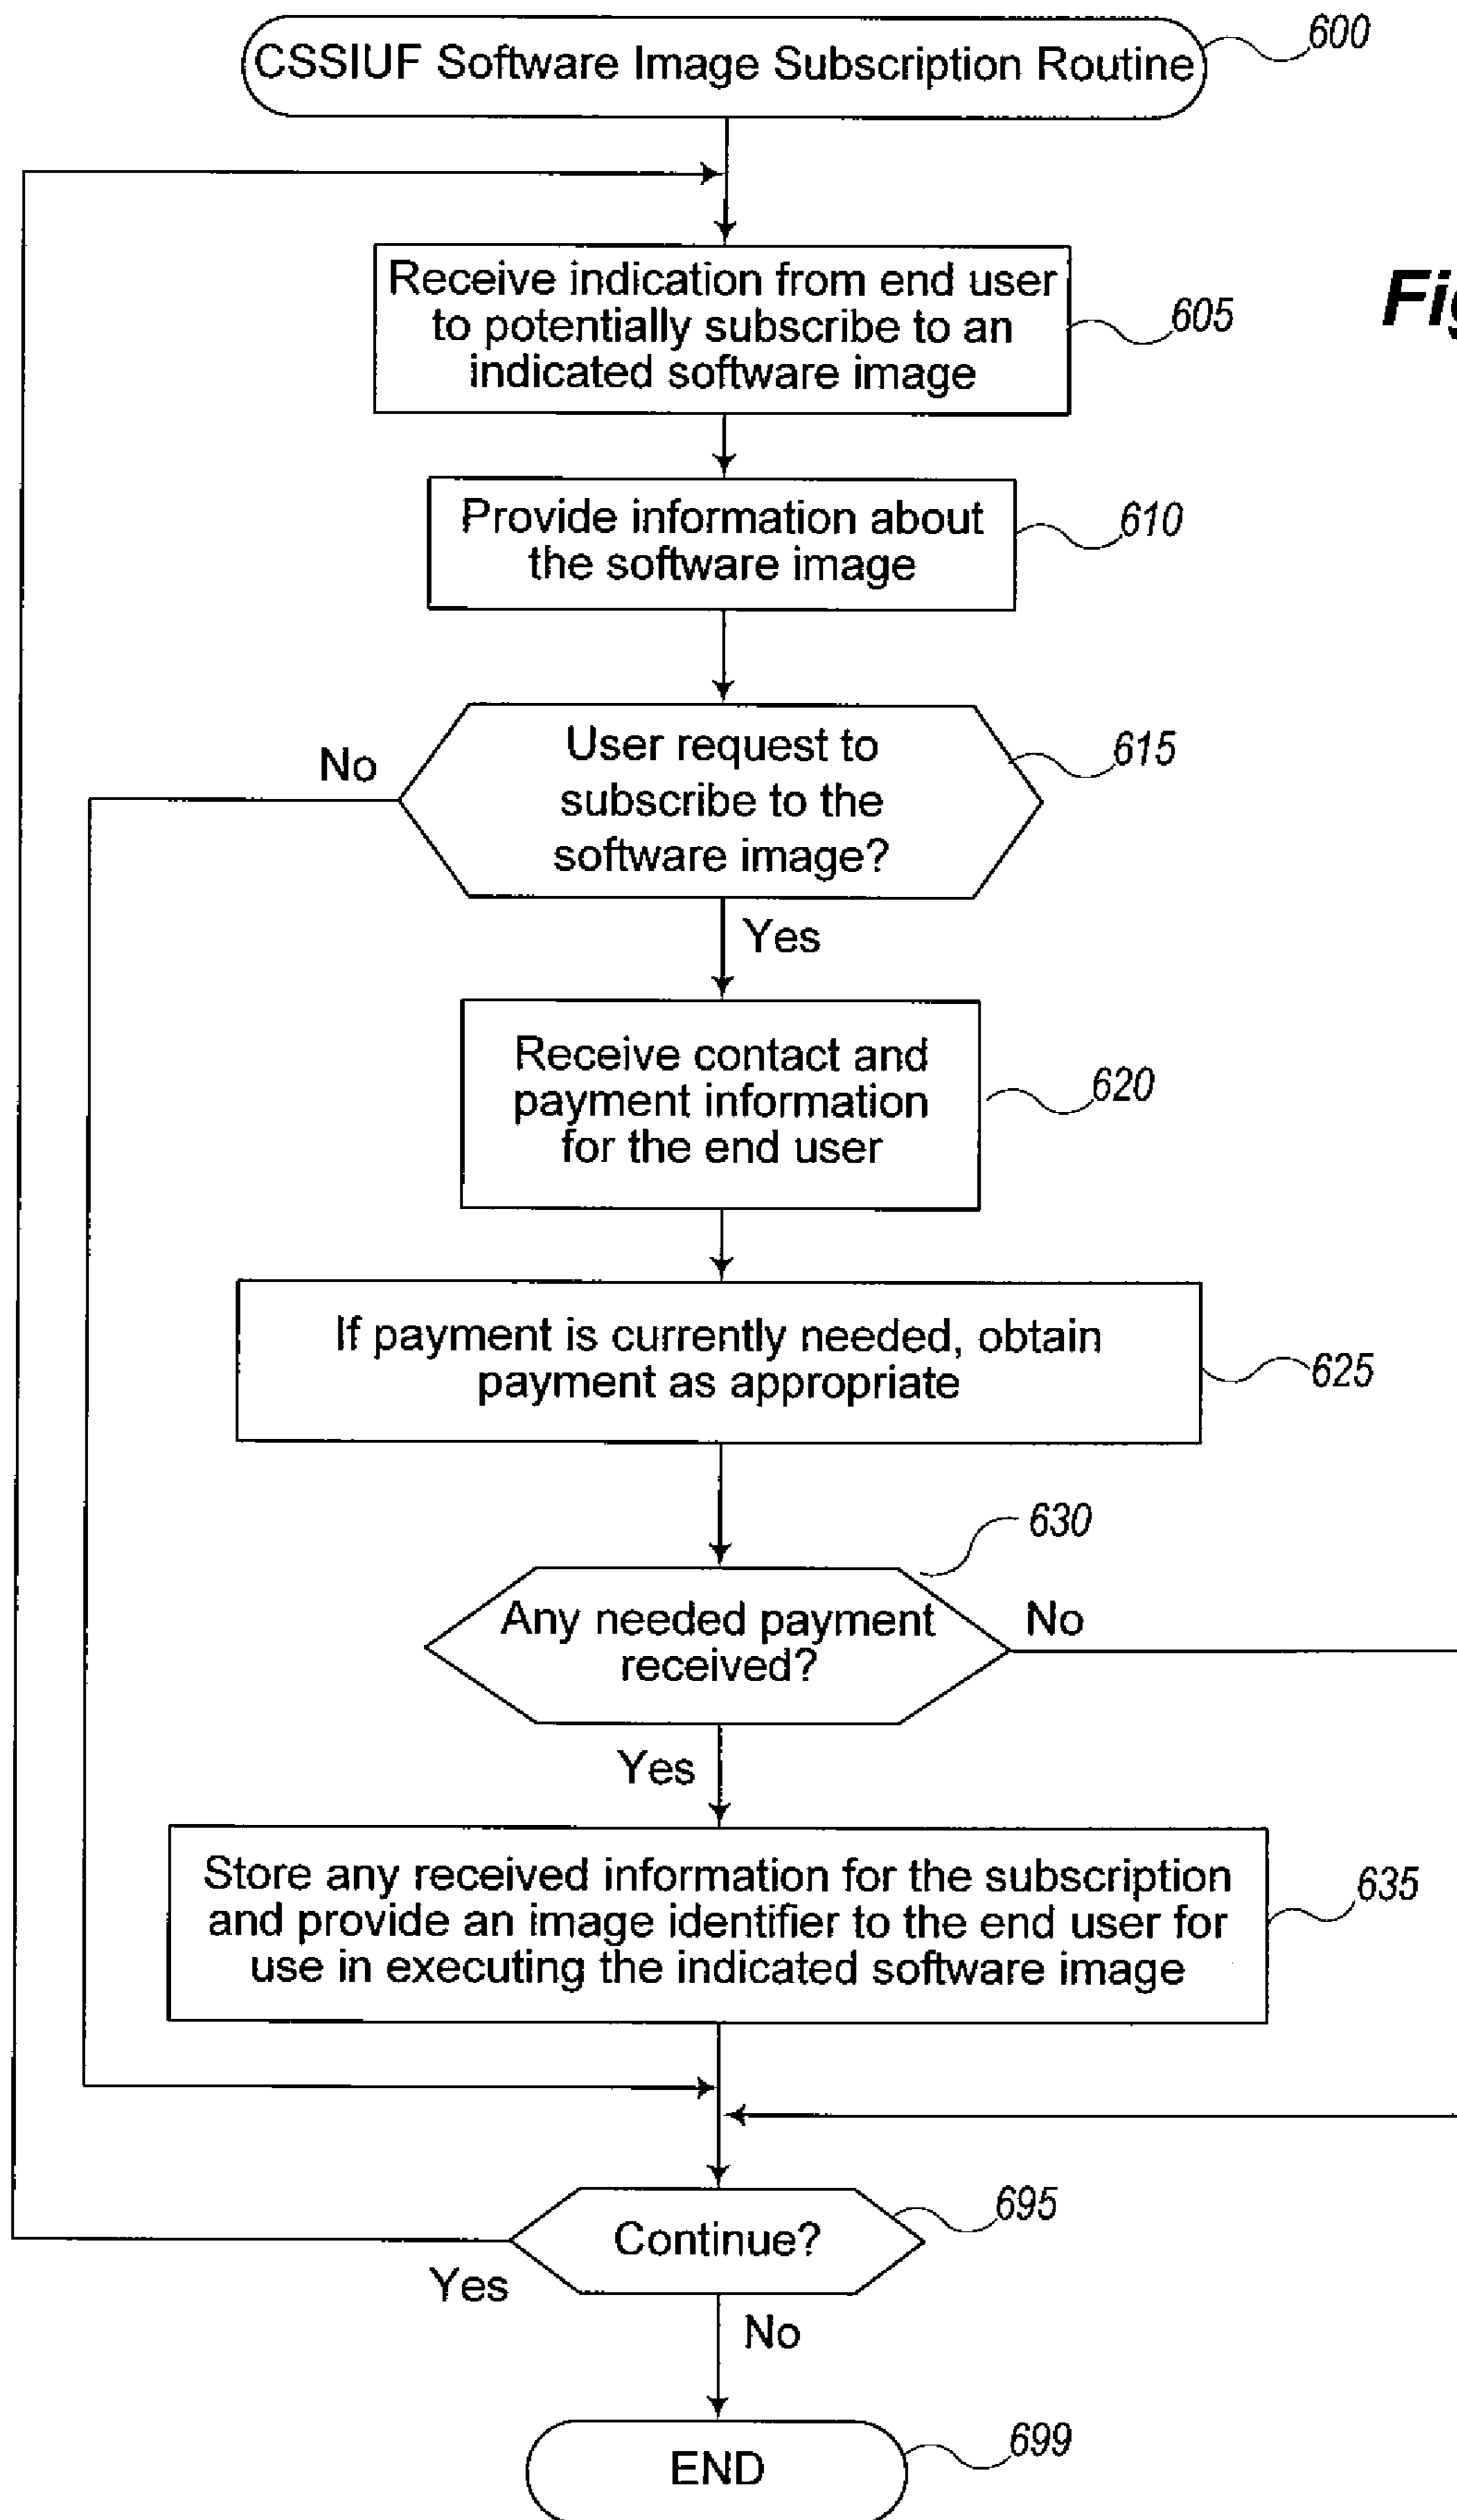 CSSIUF Software Image Subscription Routine
600
Receive indication from end user
to potentially subscribe to an
indicated software image
605
Provide information about
the software image
610
User request to
subscribe to the
software image?
615
No
Yes
Receive contact and
payment information
for the end user
620
If payment is currently needed, obtain
payment as appropriate
625
630
Any needed payment
received?
No
Yes
Store any received information for the subscription
and provide an image identifier to the end user for
use in executing the indicated software image
635
Continue?
695
Yes
No
END
699